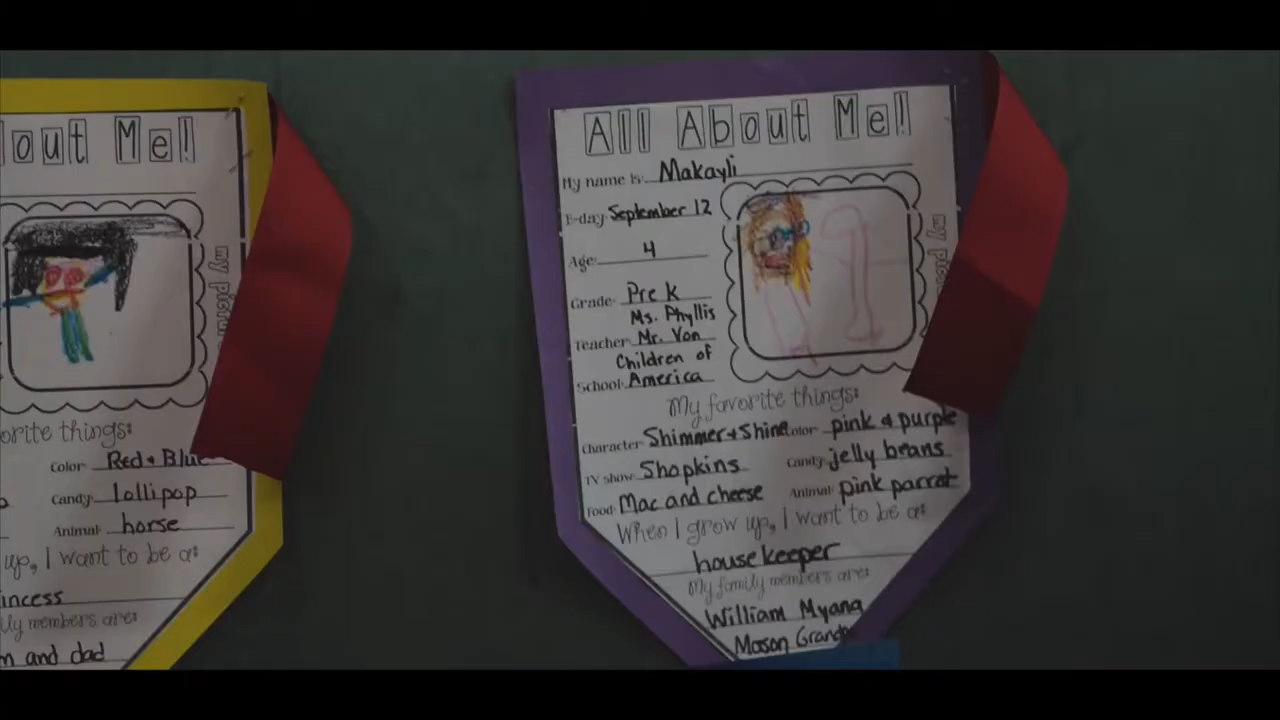 out Me!
my pictu
orite things:
Color: Red & Blue
Candy: lollipop
Animal: horse
up, I want to be a:
incess
ly members are:
m and dad
All About Me!
My name is: Makayli
B-day: September 12
Age: 4
Grade: Pre K
Ms. Phyllis
Teacher: Mr. Von
Children of
School: America
my pic
My favorite things:
Character: Shimmer & Shine Color: pink & purple
TV show: Shopkins Candy: jelly beans
Food: Mac and cheese Animal: pink parrot
When I grow up, I want to be a:
housekeeper
My family members are:
William Myana
Mason Grandp